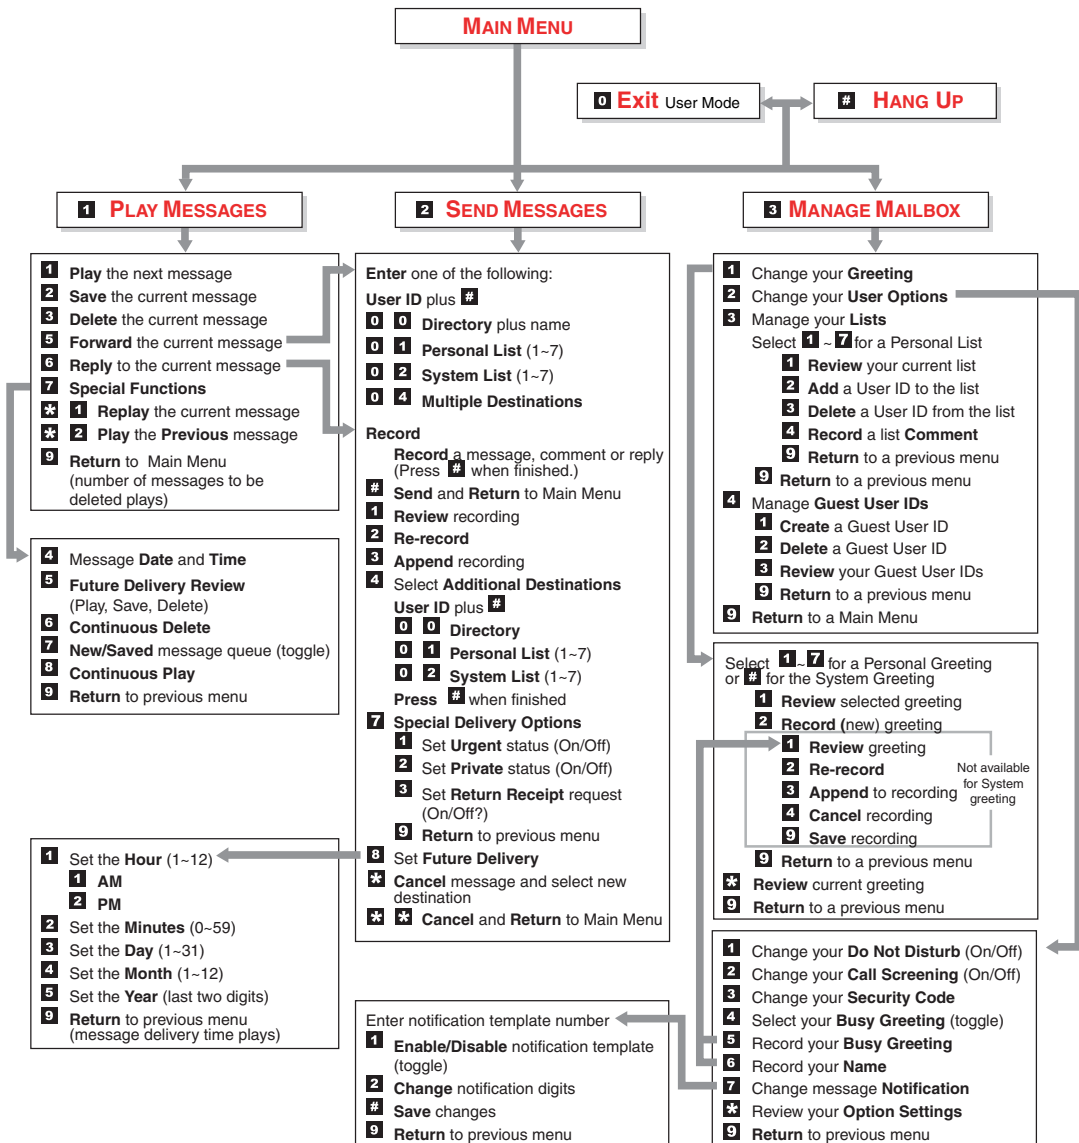 MAIN MENU
0 Exit User Mode
# HANG UP
1 PLAY MESSAGES
2 SEND MESSAGES
3 MANAGE MAILBOX
1 Play the next message
2 Save the current message
3 Delete the current message
5 Forward the current message
6 Reply to the current message
7 Special Functions
* 1 Replay the current message
* 2 Play the Previous message
9 Return to Main Menu
(number of messages to be
deleted plays)
4 Message Date and Time
5 Future Delivery Review
(Play, Save, Delete)
6 Continuous Delete
7 New/Saved message queue (toggle)
8 Continuous Play
9 Return to previous menu
1 Set the Hour (1~12)
1 AM
2 PM
2 Set the Minutes (0~59)
3 Set the Day (1~31)
4 Set the Month (1~12)
5 Set the Year (last two digits)
9 Return to previous menu
(message delivery time plays)
Enter one of the following:
User ID plus #
0 0 Directory plus name
0 1 Personal List (1~7)
0 2 System List (1~7)
0 4 Multiple Destinations
Record
Record a message, comment or reply
(Press # when finished.)
# Send and Return to Main Menu
1 Review recording
2 Re-record
3 Append recording
4 Select Additional Destinations
User ID plus #
0 0 Directory
0 1 Personal List (1~7)
0 2 System List (1~7)
Press # when finished
7 Special Delivery Options
1 Set Urgent status (On/Off)
2 Set Private status (On/Off)
3 Set Return Receipt request
(On/Off?)
9 Return to previous menu
8 Set Future Delivery
* Cancel message and select new
destination
* * Cancel and Return to Main Menu
Enter notification template number
1 Enable/Disable notification template
(toggle)
2 Change notification digits
# Save changes
9 Return to previous menu
1 Change your Greeting
2 Change your User Options
3 Manage your Lists
Select 1 ~ 7 for a Personal List
1 Review your current list
2 Add a User ID to the list
3 Delete a User ID from the list
4 Record a list Comment
9 Return to a previous menu
9 Return to a previous menu
4 Manage Guest User IDs
1 Create a Guest User ID
2 Delete a Guest User ID
3 Review your Guest User IDs
9 Return to a previous menu
9 Return to a Main Menu
Select 1 ~ 7 for a Personal Greeting
or # for the System Greeting
1 Review selected greeting
2 Record (new) greeting
1 Review greeting
2 Re-record
3 Append to recording
4 Cancel recording
9 Save recording
Not available
for System
greeting
9 Return to a previous menu
* Review current greeting
9 Return to a previous menu
1 Change your Do Not Disturb (On/Off)
2 Change your Call Screening (On/Off)
3 Change your Security Code
4 Select your Busy Greeting (toggle)
5 Record your Busy Greeting
6 Record your Name
7 Change message Notification
* Review your Option Settings
9 Return to previous menu